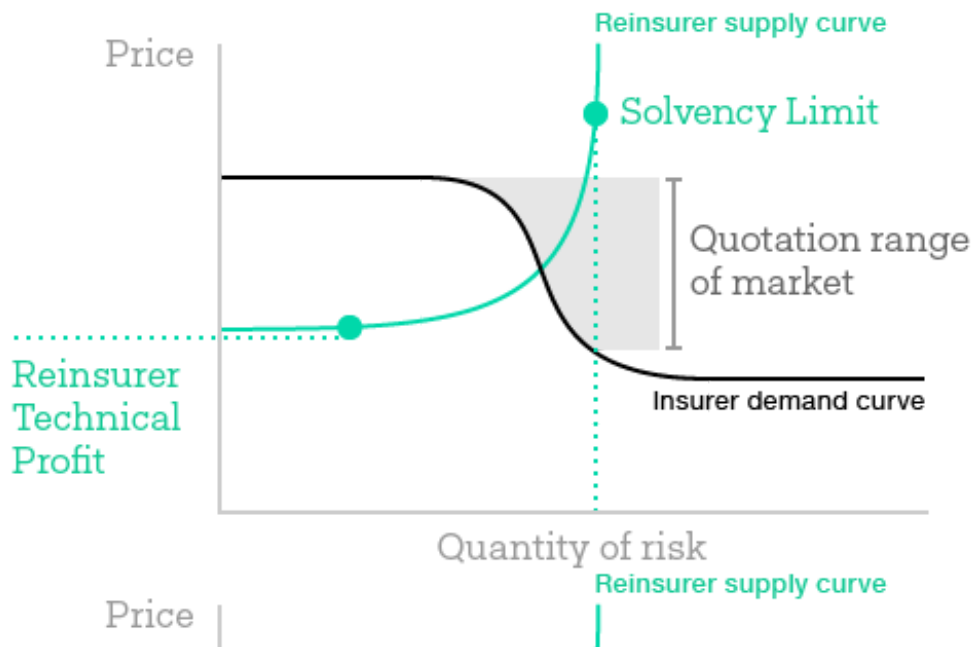 Reinsurer supply curve
Price
Solvency Limit
Quotation range
of market
Reinsurer
Technical
Profit
Insurer demand curve
Quantity of risk
Reinsurer supply curve
Price